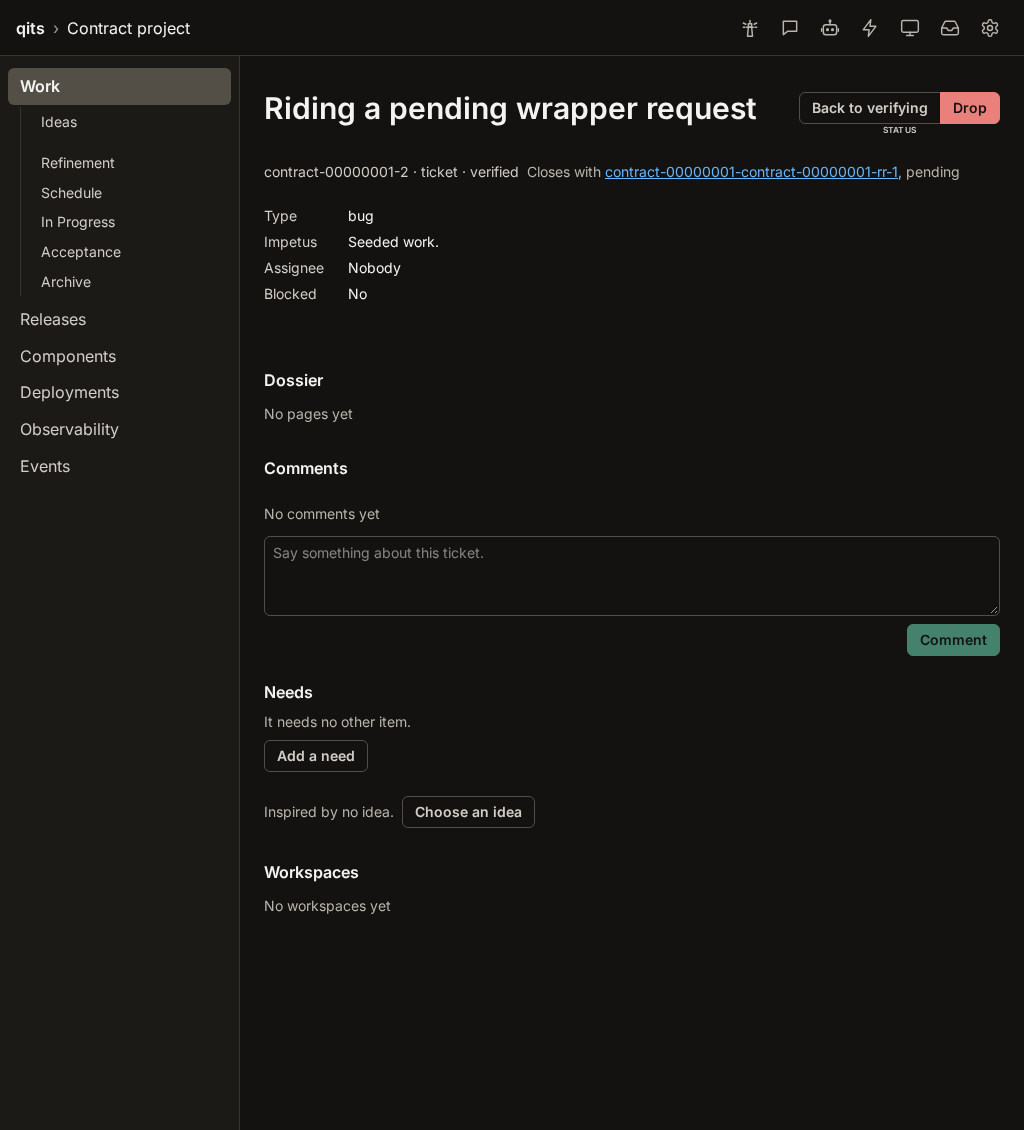 qits › Contract project
Work
Ideas
Refinement
Schedule
In Progress
Acceptance
Archive
Releases
Components
Deployments
Observability
Events
Riding a pending wrapper request
Back to verifying
Drop
STATUS
contract-00000001-2 · ticket · verified Closes with contract-00000001-contract-00000001-rr-1, pending
Type bug
Impetus Seeded work.
Assignee Nobody
Blocked No
Dossier
No pages yet
Comments
No comments yet
Say something about this ticket.
Comment
Needs
It needs no other item.
Add a need
Inspired by no idea. Choose an idea
Workspaces
No workspaces yet